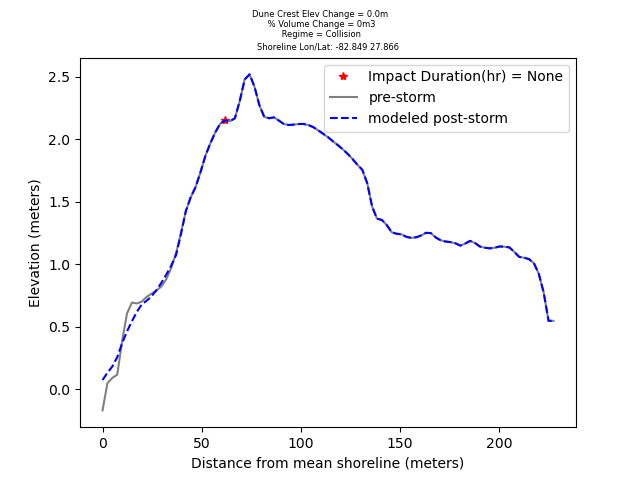 Dune Crest Elev Change = 0.0m
% Volume Change = 0m3
Regime = Collision
Shoreline Lon/Lat: -82.849 27.866
Impact Duration(hr) = None
pre-storm
modeled post-storm
2.5
2.0
1.5
1.0
0.5
0.0
Elevation (meters)
0
50
100
150
200
Distance from mean shoreline (meters)